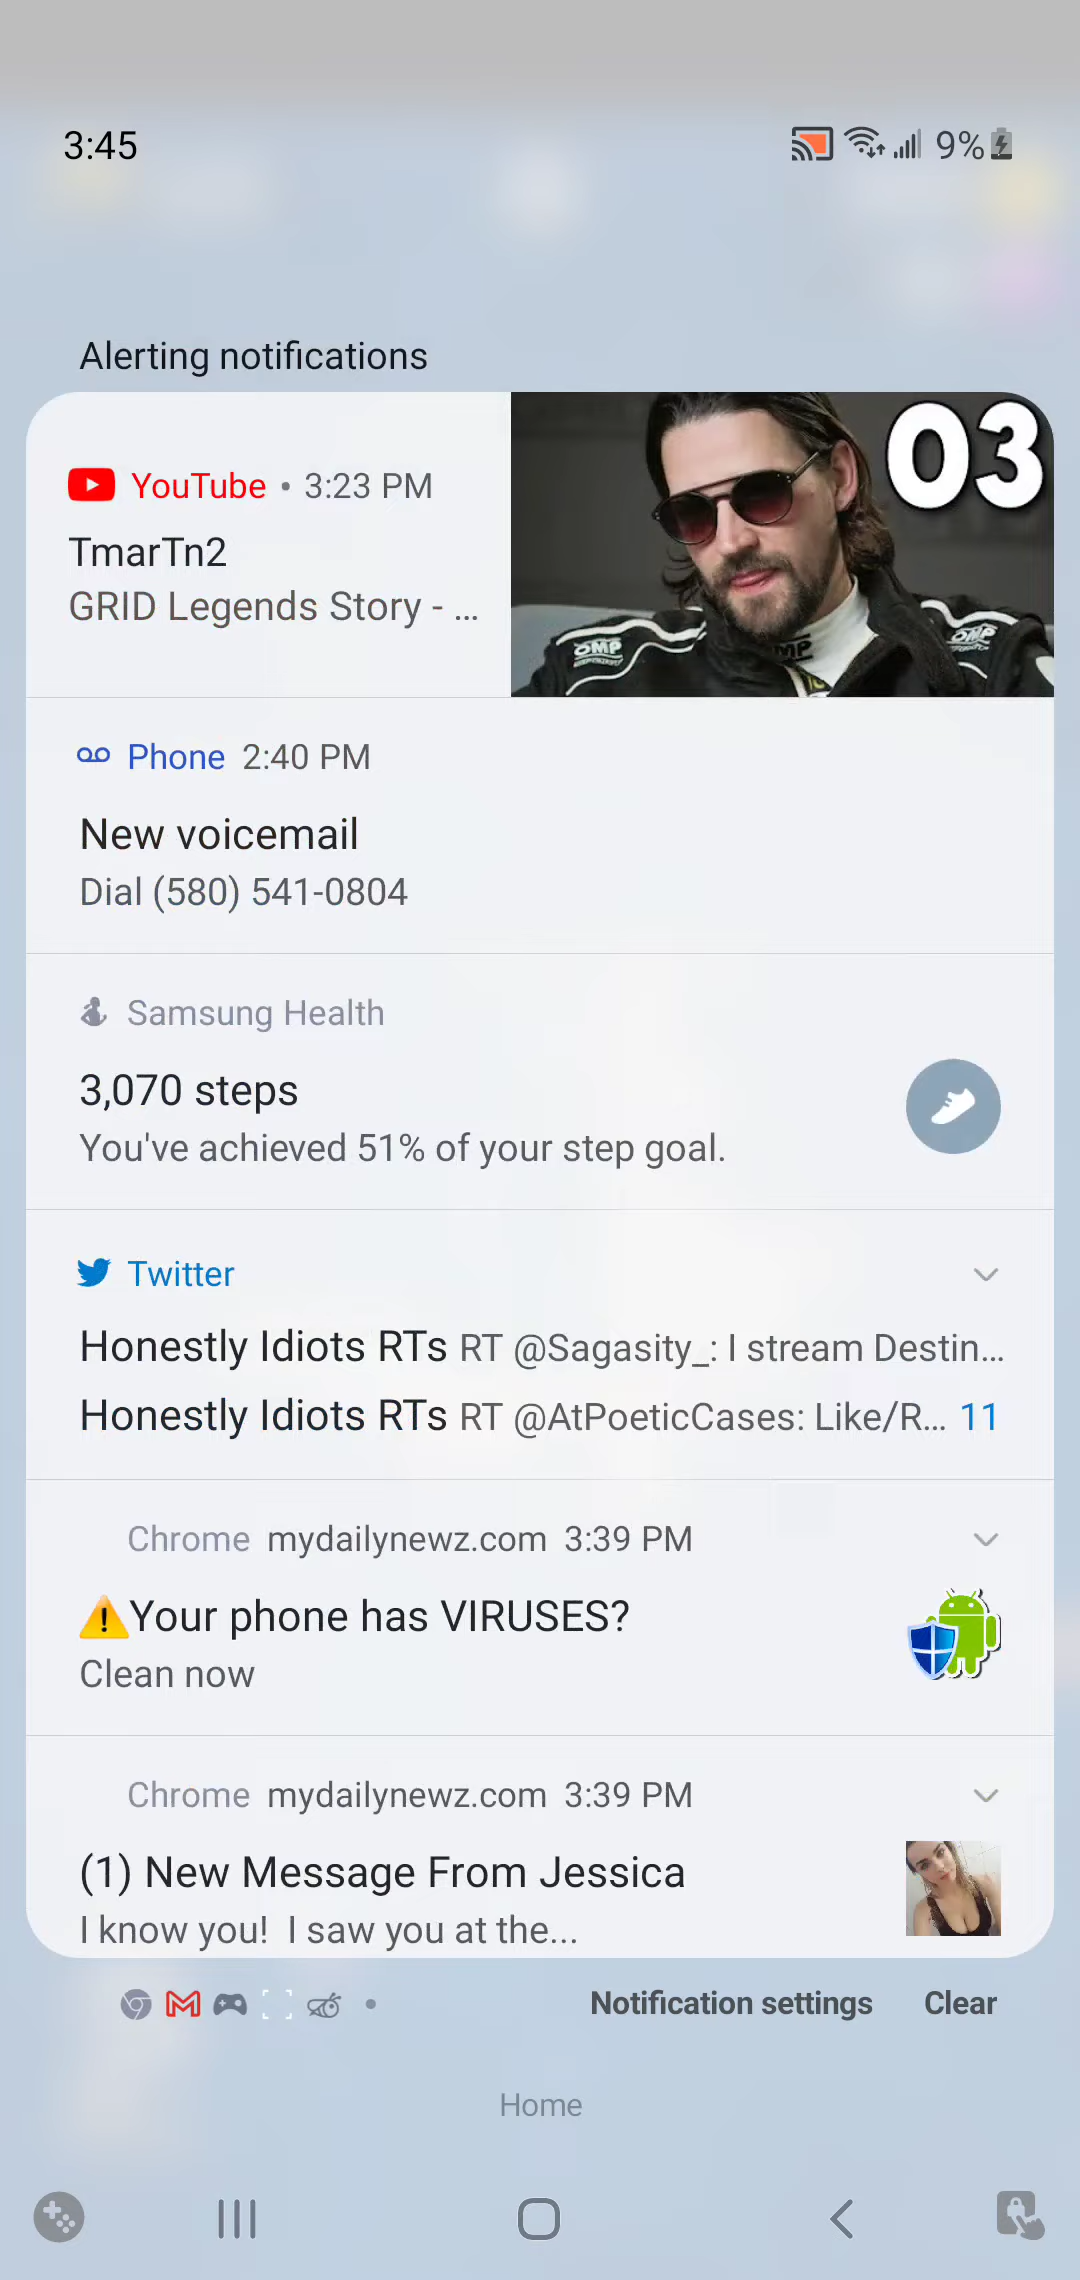 3:45
9%
Alerting notifications
YouTube • 3:23 PM
TmarTn2
GRID Legends Story - ...
03
OMP
MP
OMP
Phone 2:40 PM
New voicemail
Dial (580) 541-0804
Samsung Health
3,070 steps
You've achieved 51% of your step goal.
Twitter
Honestly Idiots RTs RT @Sagasity_: I stream Destin...
Honestly Idiots RTs RT @AtPoeticCases: Like/R... 11
Chrome mydailynewz.com 3:39 PM
⚠️Your phone has VIRUSES?
Clean now
Chrome mydailynewz.com 3:39 PM
(1) New Message From Jessica
I know you!  I saw you at the...
Notification settings
Clear
Home